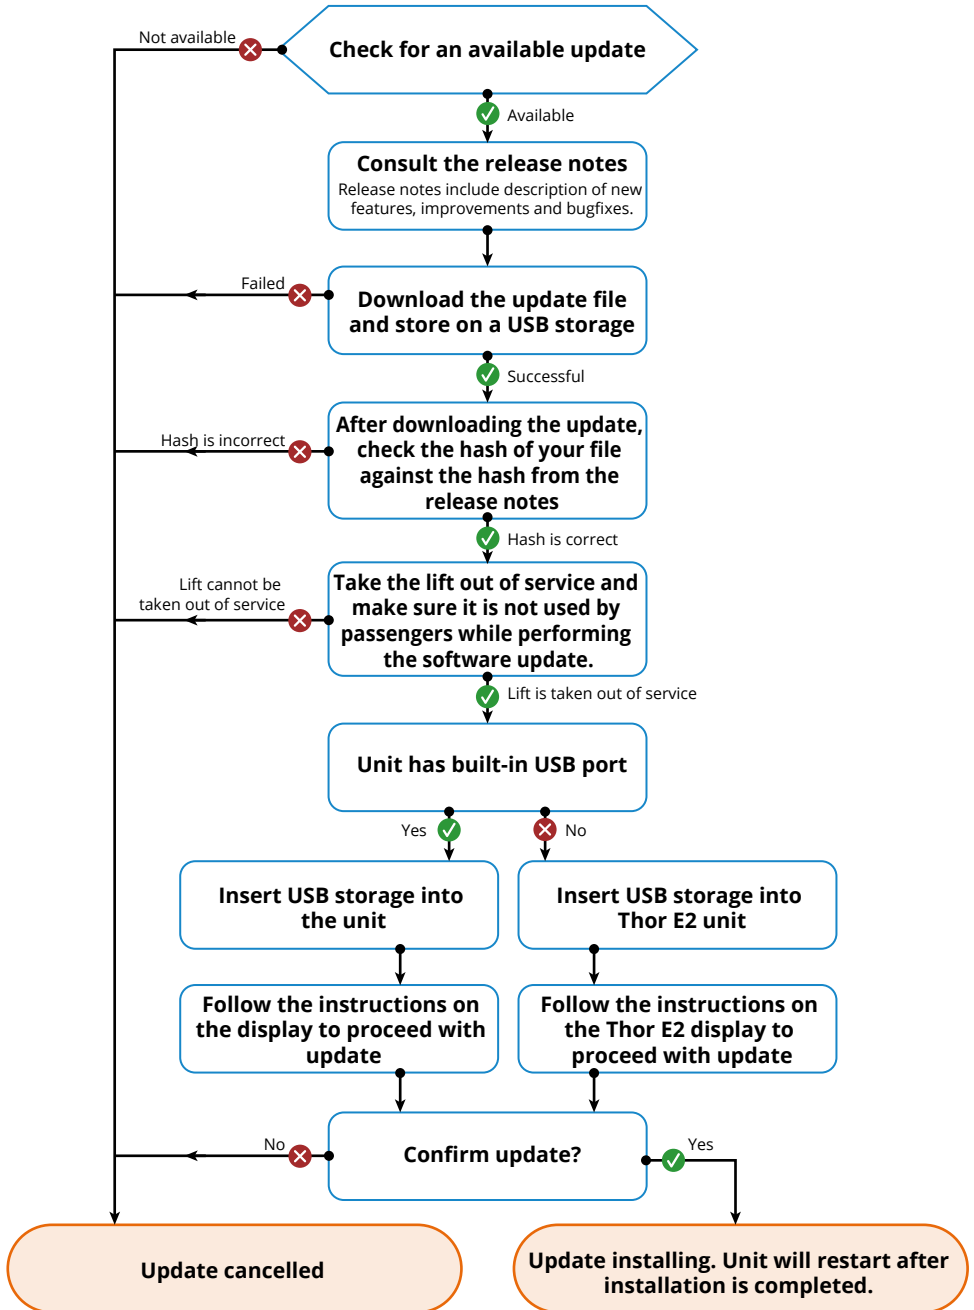 Not available
Check for an available update
Available
Consult the release notes
Release notes include description of new
features, improvements and bugfixes.
Failed
Download the update file
and store on a USB storage
Successful
Hash is incorrect
After downloading the update,
check the hash of your file
against the hash from the
release notes
Hash is correct
Lift cannot be
taken out of service
Take the lift out of service and
make sure it is not used by
passengers while performing
the software update.
Lift is taken out of service
Unit has built-in USB port
Yes
No
Insert USB storage into
the unit
Insert USB storage into
Thor E2 unit
Follow the instructions on
the display to proceed with
update
Follow the instructions on
the Thor E2 display to
proceed with update
No
Confirm update?
Yes
Update cancelled
Update installing. Unit will restart after
installation is completed.